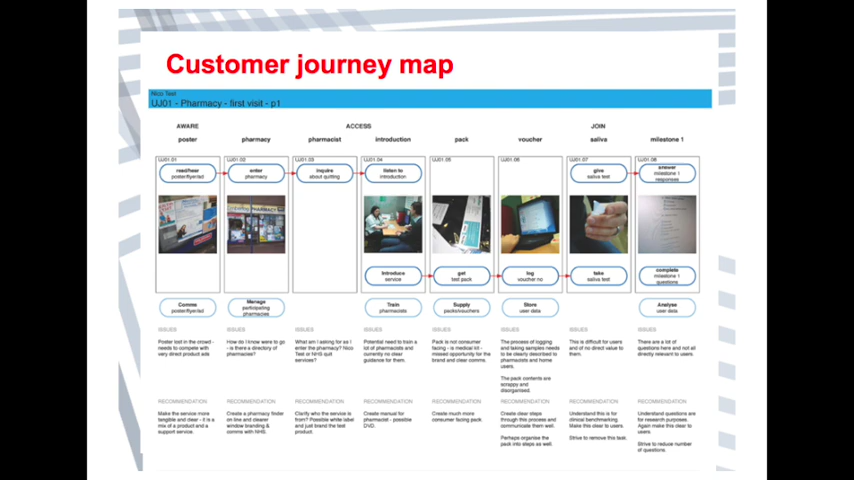 Customer journey map
Nico Test
UJ01 - Pharmacy - first visit - p1
AWARE
ACCESS
JOIN
poster
pharmacy
pharmacist
introduction
pack
voucher
saliva
milestone 1
UJ01.01
UJ01.02
UJ01.03
UJ01.04
UJ01.05
UJ01.06
UJ01.07
UJ01.08
read/hear
poster/flyer/ad
enter
pharmacy
inquire
about quitting
listen to
introduction
give
saliva test
answer
milestone 1
responses
introduce
service
get
test pack
log
voucher no
take
saliva test
complete
milestone 1
questions
Comms
poster/flyer/ad
Manage
participating
pharmacies
Train
pharmacists
Supply
packs/vouchers
Store
user data
Analyse
user data
ISSUES
Poster lost in the crowd -
needs to compete with
very direct product ads
ISSUES
How do I know were to go
- is there a directory of
pharmacies?
ISSUES
What am I asking for as I
enter the pharmacy? Nico
Test or NHS quit
services?
ISSUES
Potential need to train a
lot of pharmacists and
currently no clear
guidance for them.
ISSUES
Pack is not consumer
facing - is medical kit -
missed opportunity for the
brand and clear comms.
ISSUES
The process of logging
and taking samples needs
to be clearly described to
pharmacists and home
users.
The pack contents are
scrappy and
disorganised.
ISSUES
This is difficult for users
and of no direct value to
them.
ISSUES
There are a lot of
questions here and not all
directly relevant to users.
RECOMMENDATION
Make the service more
tangible and clear - it is a
mix of a product and a
support service.
RECOMMENDATION
Create a pharmacy finder
on line and clearer
window branding &
comms with NHS.
RECOMMENDATION
Clarify who the service is
from? Possible white label
and just brand the test
product.
RECOMMENDATION
Create manual for
pharmacist - possible
DVD.
RECOMMENDATION
Create much more
consumer facing pack.
RECOMMENDATION
Create clear steps
through this process and
communicate them well.
Perhaps organise the
pack into steps as well.
RECOMMENDATION
Understand this is for
clinical benchmarking.
Make this clear to users.
Strive to remove this task.
RECOMMENDATION
Understand questions are
for research purposes.
Again make this clear to
users.
Strive to reduce number
of questions